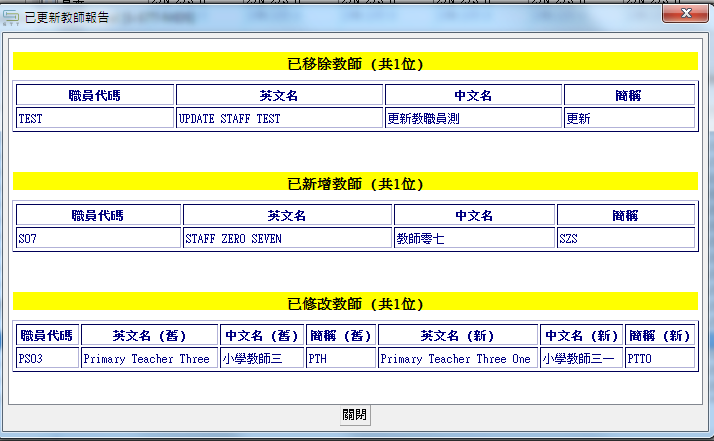 已更新教師報告
已移除教師 (共1位)
職員代碼 英文名 中文名 簡稱
TEST UPDATE STAFF TEST 更新教職員測 更新
已新增教師 (共1位)
職員代碼 英文名 中文名 簡稱
S07 STAFF ZERO SEVEN 教師零七 SZS
已修改教師 (共1位)
職員代碼 英文名 (舊) 中文名 (舊) 簡稱 (舊) 英文名 (新) 中文名 (新) 簡稱 (新)
PS03 Primary Teacher Three 小學教師三 PTH Primary Teacher Three One 小學教師三一 PTTO
關閉